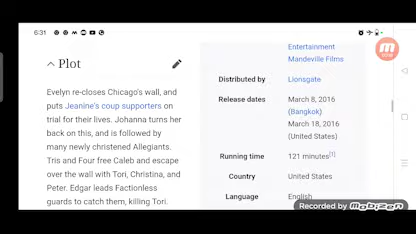 6:31
Plot
Evelyn re-closes Chicago's wall, and
puts Jeanine's coup supporters on
trial for their lives. Johanna turns her
back on this, and is followed by
many newly christened Allegiants.
Tris and Four free Caleb and escape
over the wall with Tori, Christina, and
Peter. Edgar leads Factionless
guards to catch them, killing Tori.
Entertainment
Mandeville Films
Distributed by Lionsgate
Release dates March 8, 2016
(Bangkok)
March 18, 2016
(United States)
Running time 121 minutes[1]
Country United States
Language English
Recorded by Mobizen